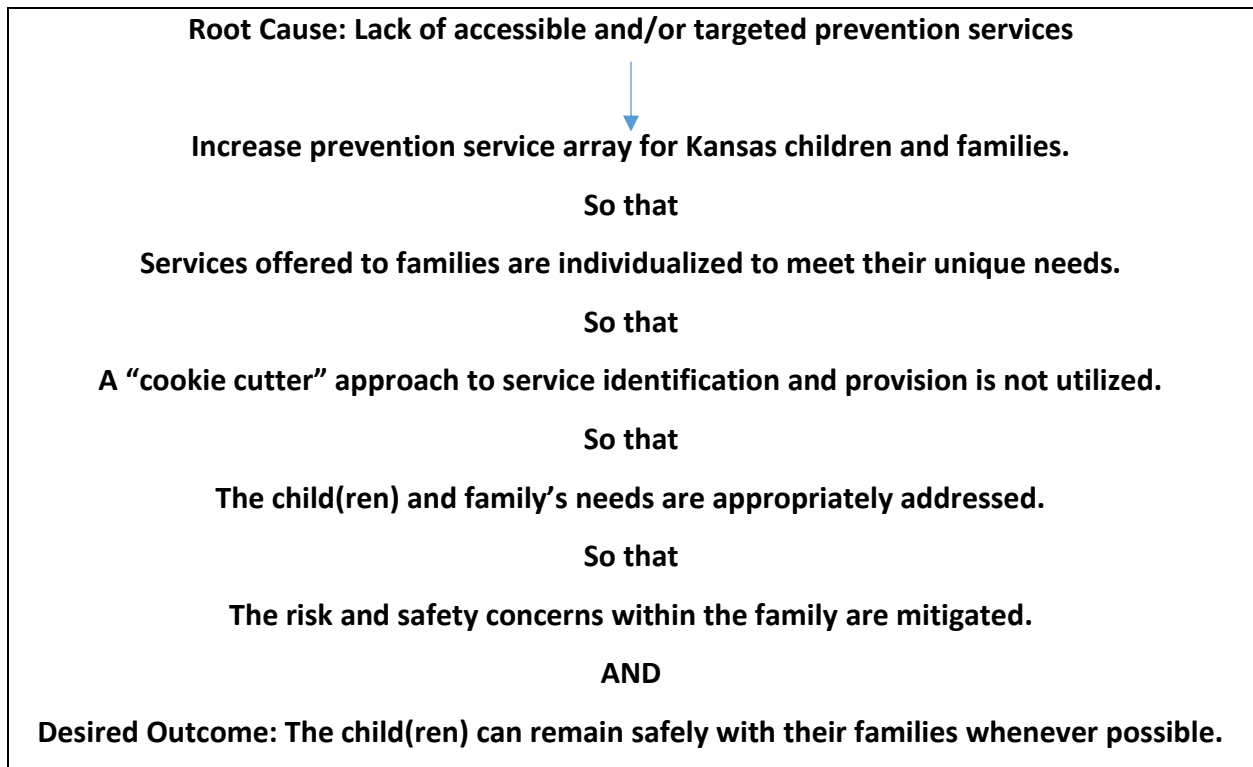 Root Cause: Lack of accessible and/or targeted prevention services
Increase prevention service array for Kansas children and families.
So that
Services offered to families are individualized to meet their unique needs.
So that
A “cookie cutter” approach to service identification and provision is not utilized.
So that
The child(ren) and family’s needs are appropriately addressed.
So that
The risk and safety concerns within the family are mitigated.
AND
Desired Outcome: The child(ren) can remain safely with their families whenever possible.